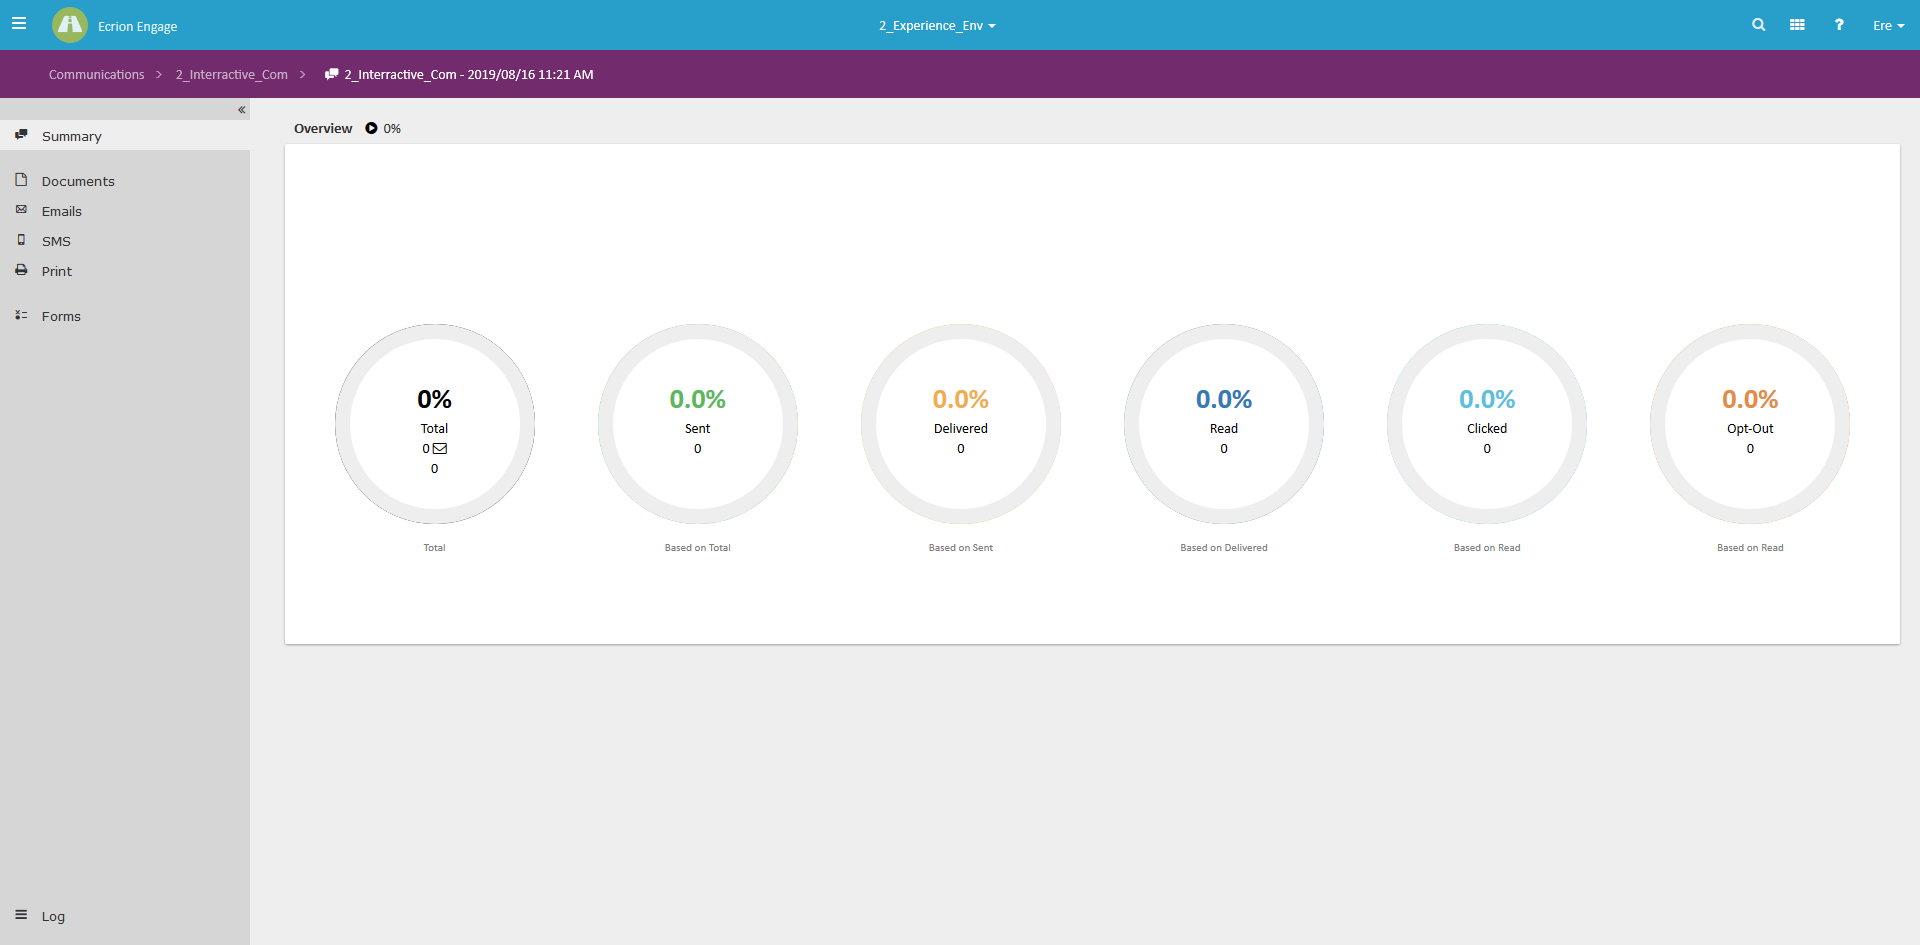 Ecrion Engage
2_Experience_Env
?
Ere
Communications > 2_Interractive_Com > 2_Interractive_Com - 2019/08/16 11:21 AM
«
Summary
Documents
Emails
SMS
Print
Forms
Log
Overview 0%
0%
Total
0
0
Total
0.0%
Sent
0
Based on Total
0.0%
Delivered
0
Based on Sent
0.0%
Read
0
Based on Delivered
0.0%
Clicked
0
Based on Read
0.0%
Opt-Out
0
Based on Read